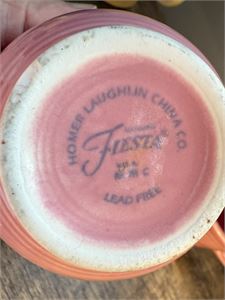 HOMER LAUGHLIN CHINA CO.
Fiesta
U.S.A.
LEAD FREE